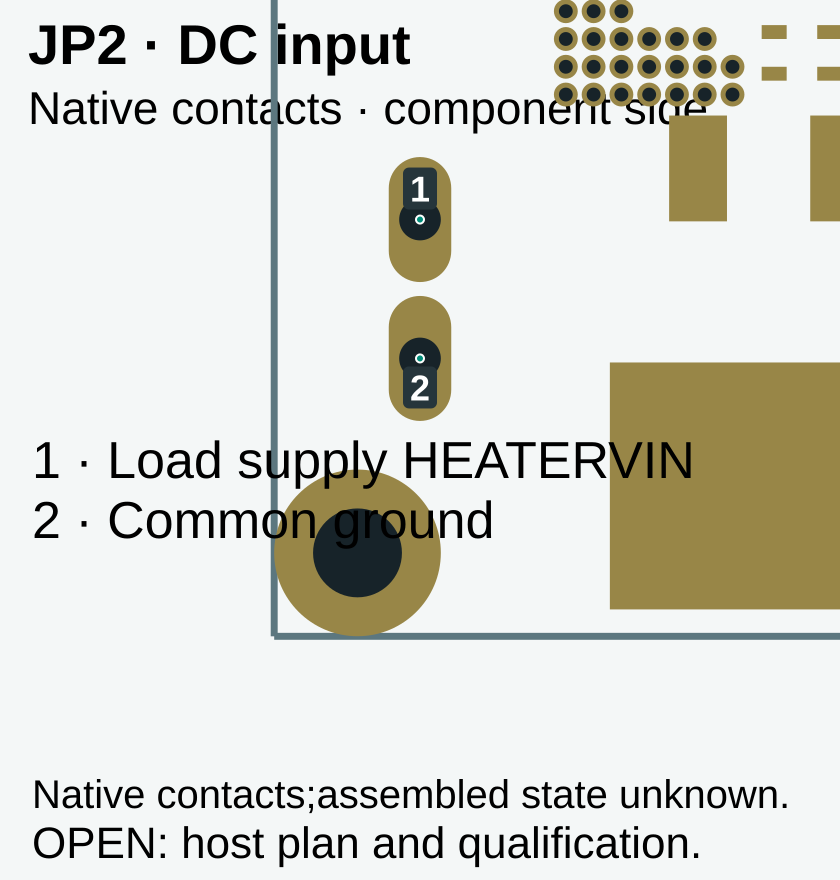 JP2 · DC input
Native contacts · component side
1
2
1 · Load supply HEATERVIN
2 · Common ground
Native contacts;assembled state unknown.
OPEN: host plan and qualification.